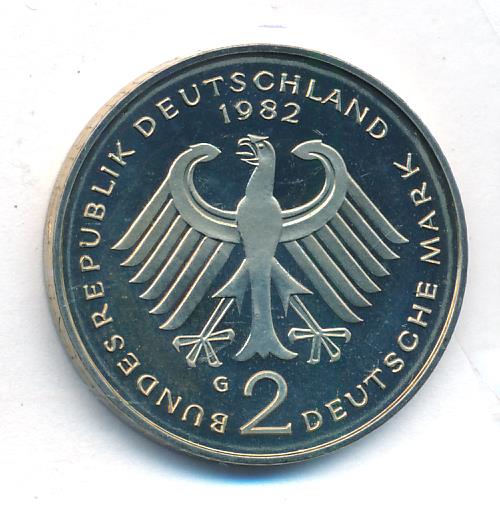 BUNDESREPUBLIK DEUTSCHLAND
1982
G
2
DEUTSCHE MARK